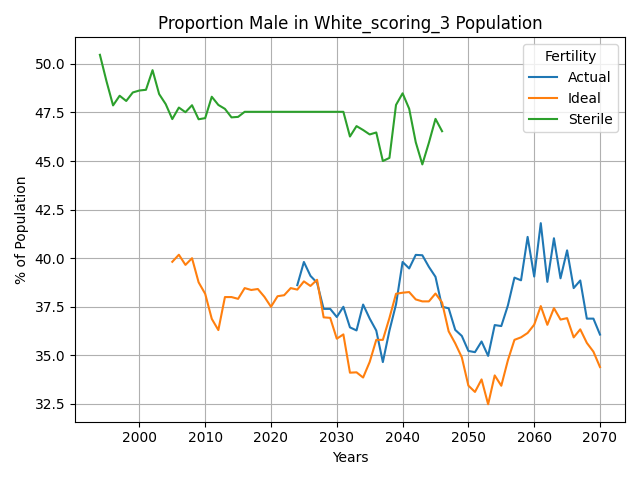 Proportion Male in White_scoring_3 Population
Fertility
Actual
Ideal
Sterile
% of Population
50.0
47.5
45.0
42.5
40.0
37.5
35.0
32.5
2000
2010
2020
2030
2040
2050
2060
2070
Years